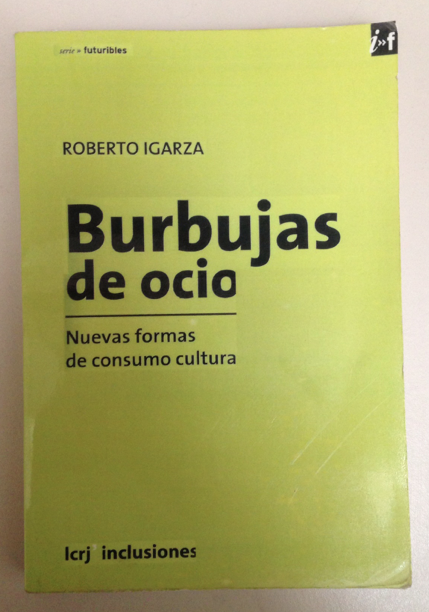 serie » futuribles
i»f
ROBERTO IGARZA
Burbujas
de ocio
Nuevas formas
de consumo cultura
lcrj' inclusiones